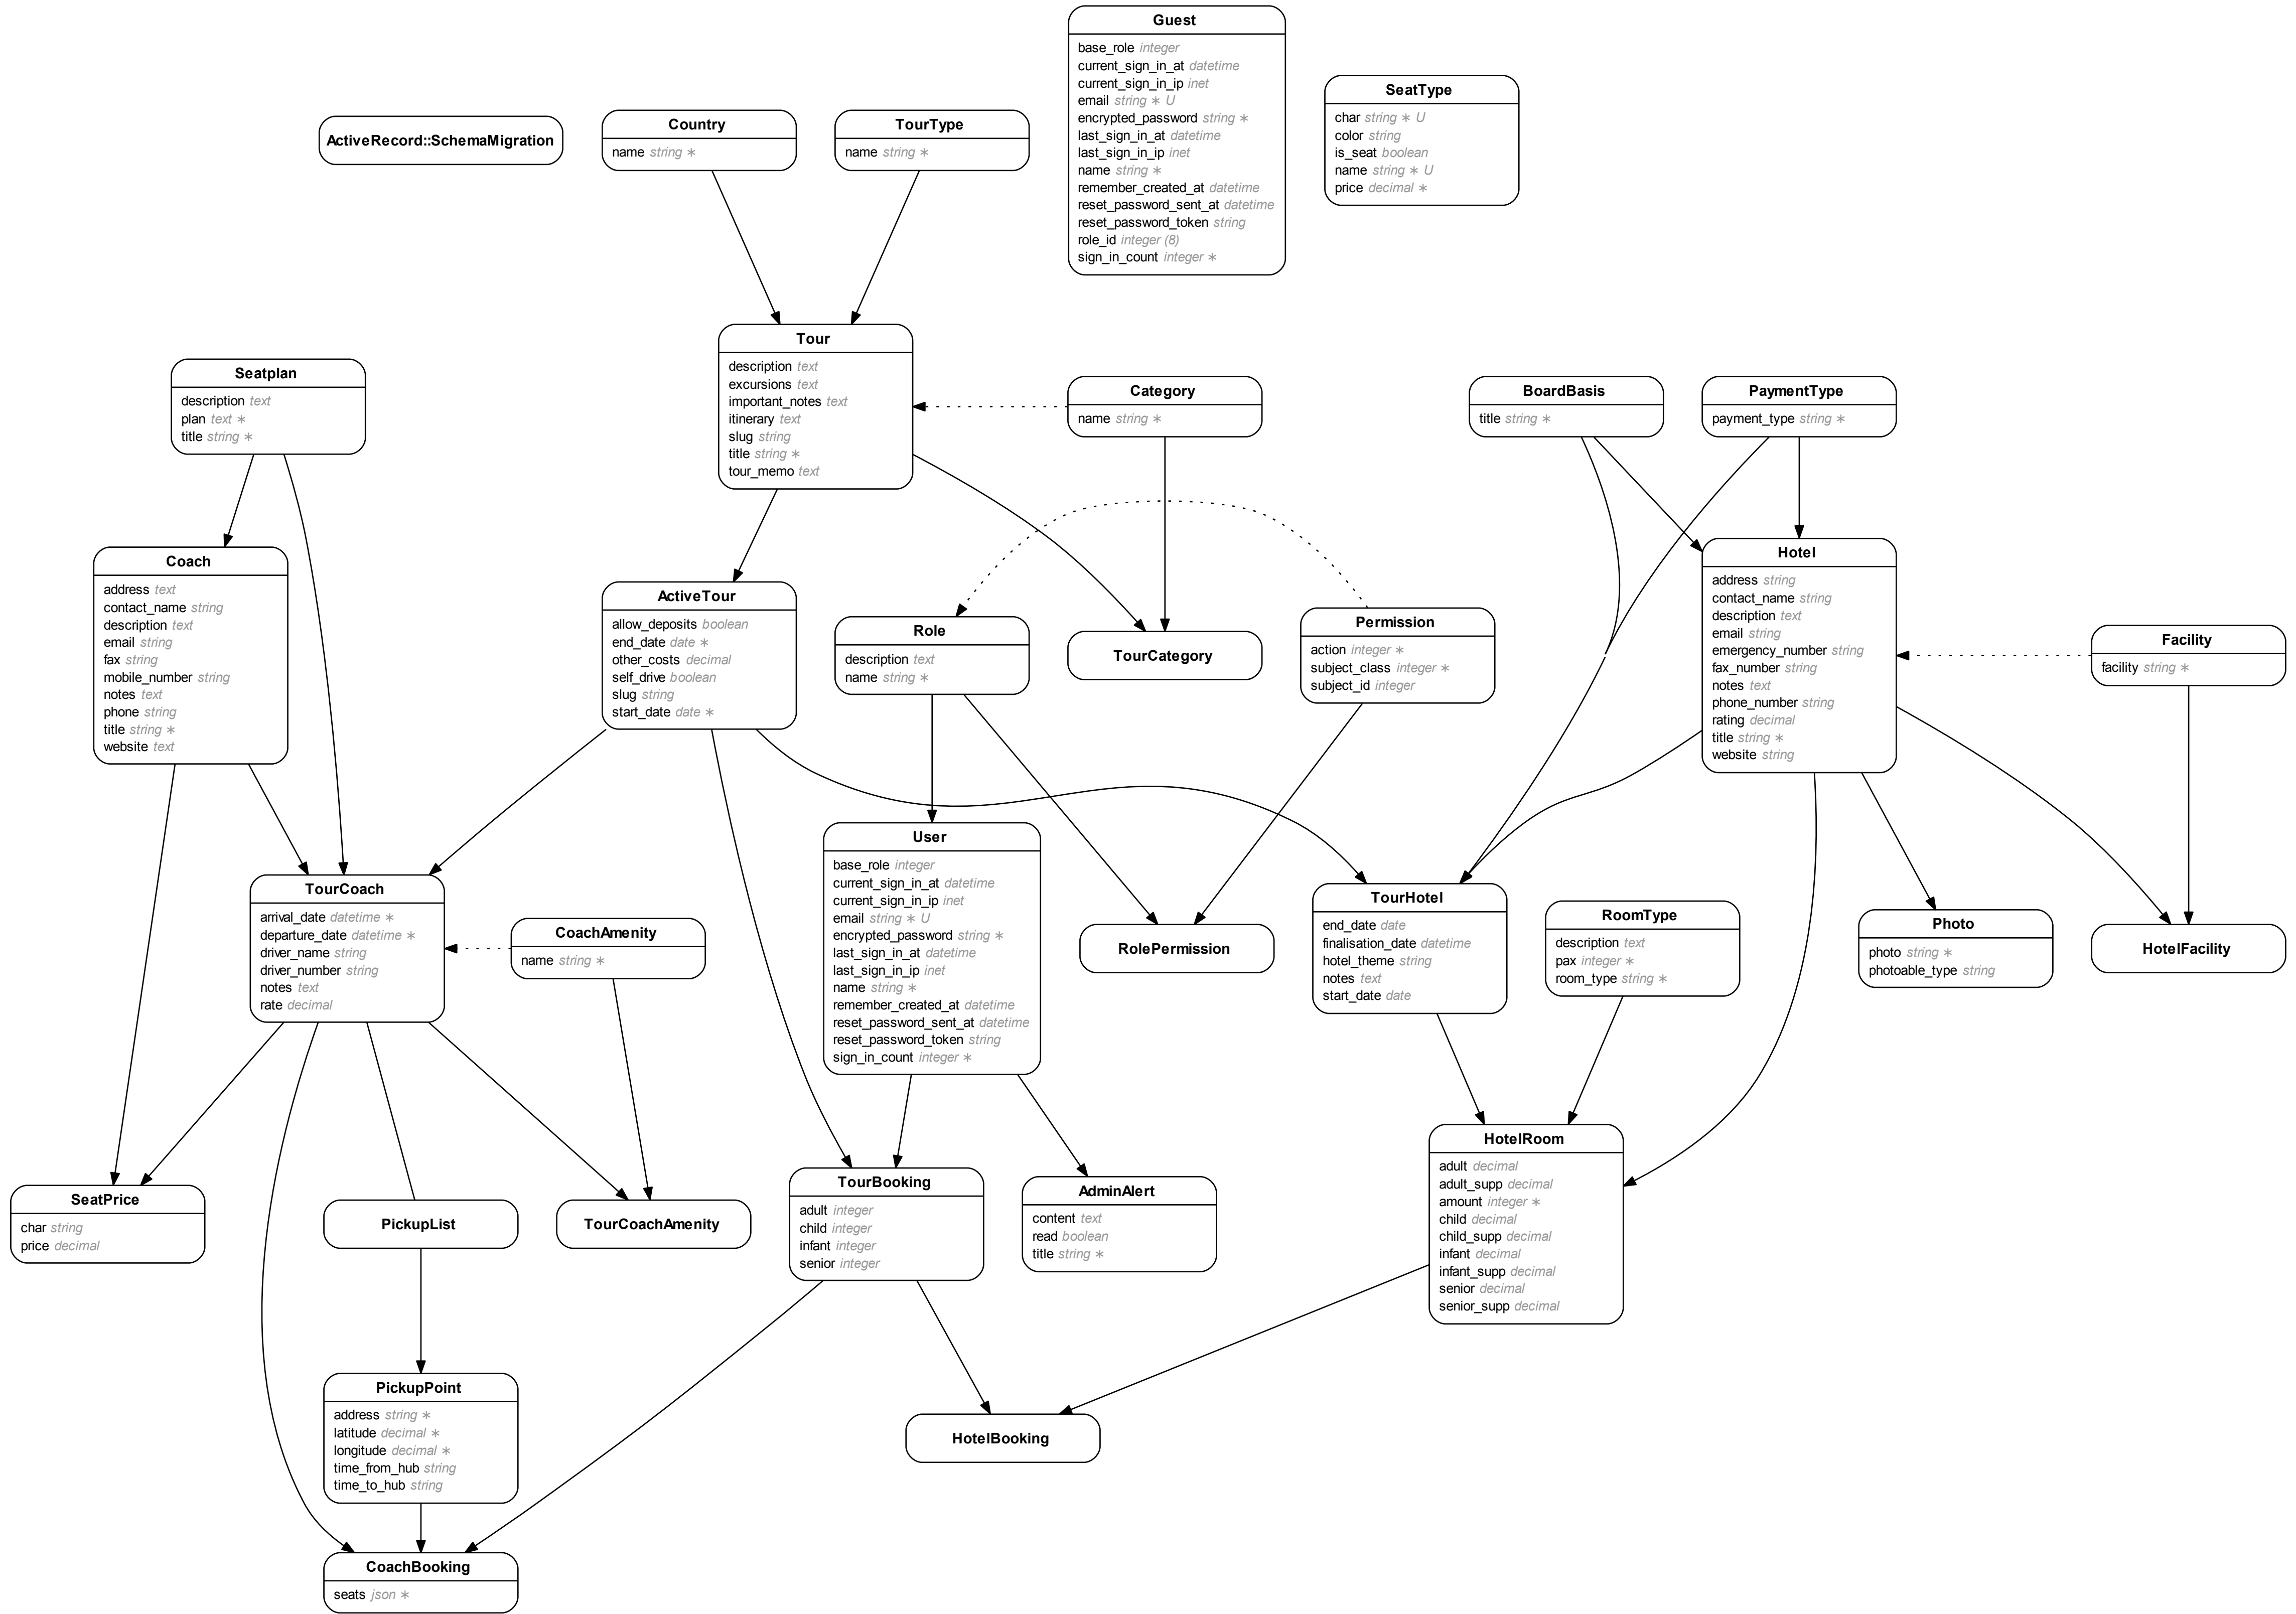 Guest
base_role integer
current_sign_in_at datetime
current_sign_in_ip inet
email string ∗ U
encrypted_password string ∗
last_sign_in_at datetime
last_sign_in_ip inet
name string ∗
remember_created_at datetime
reset_password_sent_at datetime
reset_password_token string
role_id integer (8)
sign_in_count integer ∗
SeatType
char string ∗ U
color string
is_seat boolean
name string ∗ U
price decimal ∗
ActiveRecord::SchemaMigration
Country
name string ∗
TourType
name string ∗
Tour
description text
excursions text
important_notes text
itinerary text
slug string
title string ∗
tour_memo text
Seatplan
description text
plan text ∗
title string ∗
Category
name string ∗
BoardBasis
title string ∗
PaymentType
payment_type string ∗
Coach
address text
contact_name string
description text
email string
fax string
mobile_number string
notes text
phone string
title string ∗
website text
ActiveTour
allow_deposits boolean
end_date date ∗
other_costs decimal
self_drive boolean
slug string
start_date date ∗
Role
description text
name string ∗
TourCategory
Permission
action integer ∗
subject_class integer ∗
subject_id integer
Hotel
address string
contact_name string
description text
email string
emergency_number string
fax_number string
notes text
phone_number string
rating decimal
title string ∗
website string
Facility
facility string ∗
TourCoach
arrival_date datetime ∗
departure_date datetime ∗
driver_name string
driver_number string
notes text
rate decimal
CoachAmenity
name string ∗
User
base_role integer
current_sign_in_at datetime
current_sign_in_ip inet
email string ∗ U
encrypted_password string ∗
last_sign_in_at datetime
last_sign_in_ip inet
name string ∗
remember_created_at datetime
reset_password_sent_at datetime
reset_password_token string
sign_in_count integer ∗
RolePermission
TourHotel
end_date date
finalisation_date datetime
hotel_theme string
notes text
start_date date
RoomType
description text
pax integer ∗
room_type string ∗
Photo
photo string ∗
photoable_type string
HotelFacility
SeatPrice
char string
price decimal
PickupList
TourCoachAmenity
TourBooking
adult integer
child integer
infant integer
senior integer
AdminAlert
content text
read boolean
title string ∗
HotelRoom
adult decimal
adult_supp decimal
amount integer ∗
child decimal
child_supp decimal
infant decimal
infant_supp decimal
senior decimal
senior_supp decimal
PickupPoint
address string ∗
latitude decimal ∗
longitude decimal ∗
time_from_hub string
time_to_hub string
HotelBooking
CoachBooking
seats json ∗